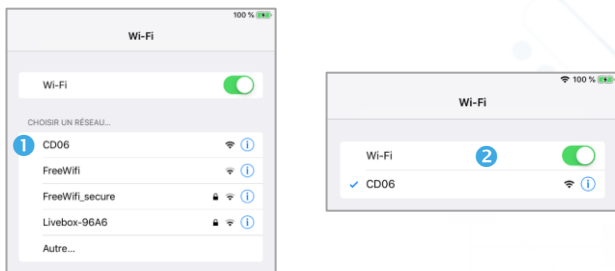 100 %
Wi-Fi
Wi-Fi
CHOISIR UN RÉSEAU...
1 CD06
FreeWifi
FreeWifi_secure
Livebox-96A6
Autre...
100 %
Wi-Fi
Wi-Fi 2
CD06